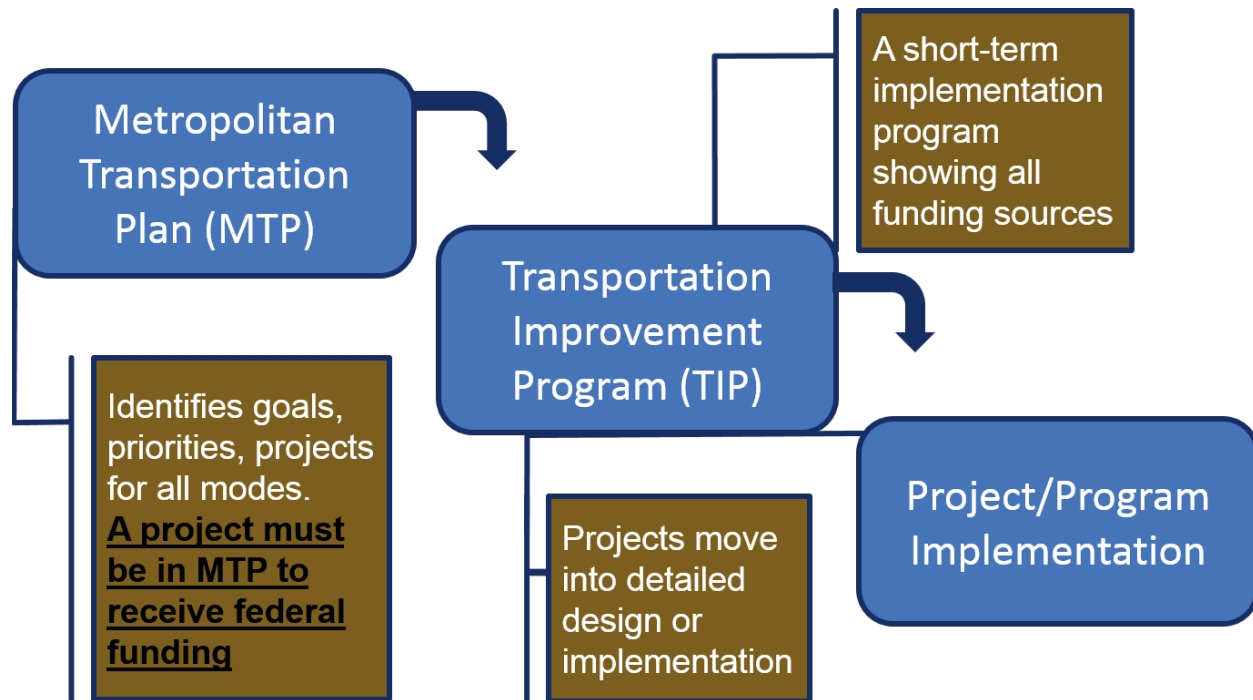 Metropolitan
Transportation
Plan (MTP)
Identifies goals,
priorities, projects
for all modes.
A project must
be in MTP to
receive federal
funding
Transportation
Improvement
Program (TIP)
A short-term
implementation
program
showing all
funding sources
Projects move
into detailed
design or
implementation
Project/Program
Implementation